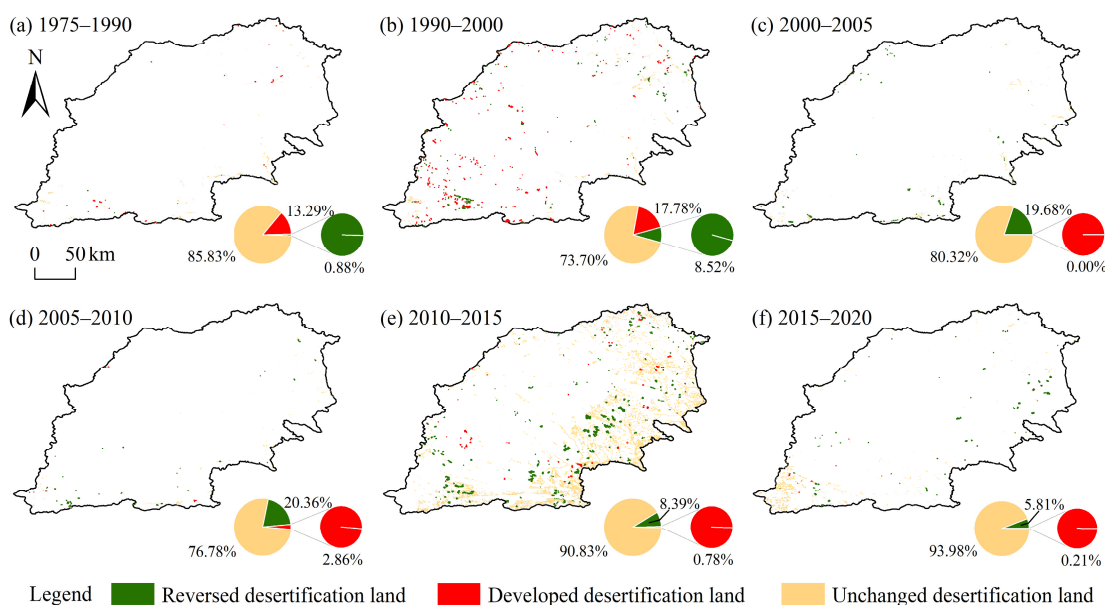 (a) 1975–1990
(b) 1990–2000
(c) 2000–2005
N
13.29%
85.83%
0.88%
17.78%
73.70%
8.52%
19.68%
80.32%
0.00%
0 50 km
(d) 2005–2010
(e) 2010–2015
(f) 2015–2020
20.36%
76.78%
2.86%
8.39%
90.83%
0.78%
5.81%
93.98%
0.21%
Legend Reversed desertification land Developed desertification land Unchanged desertification land